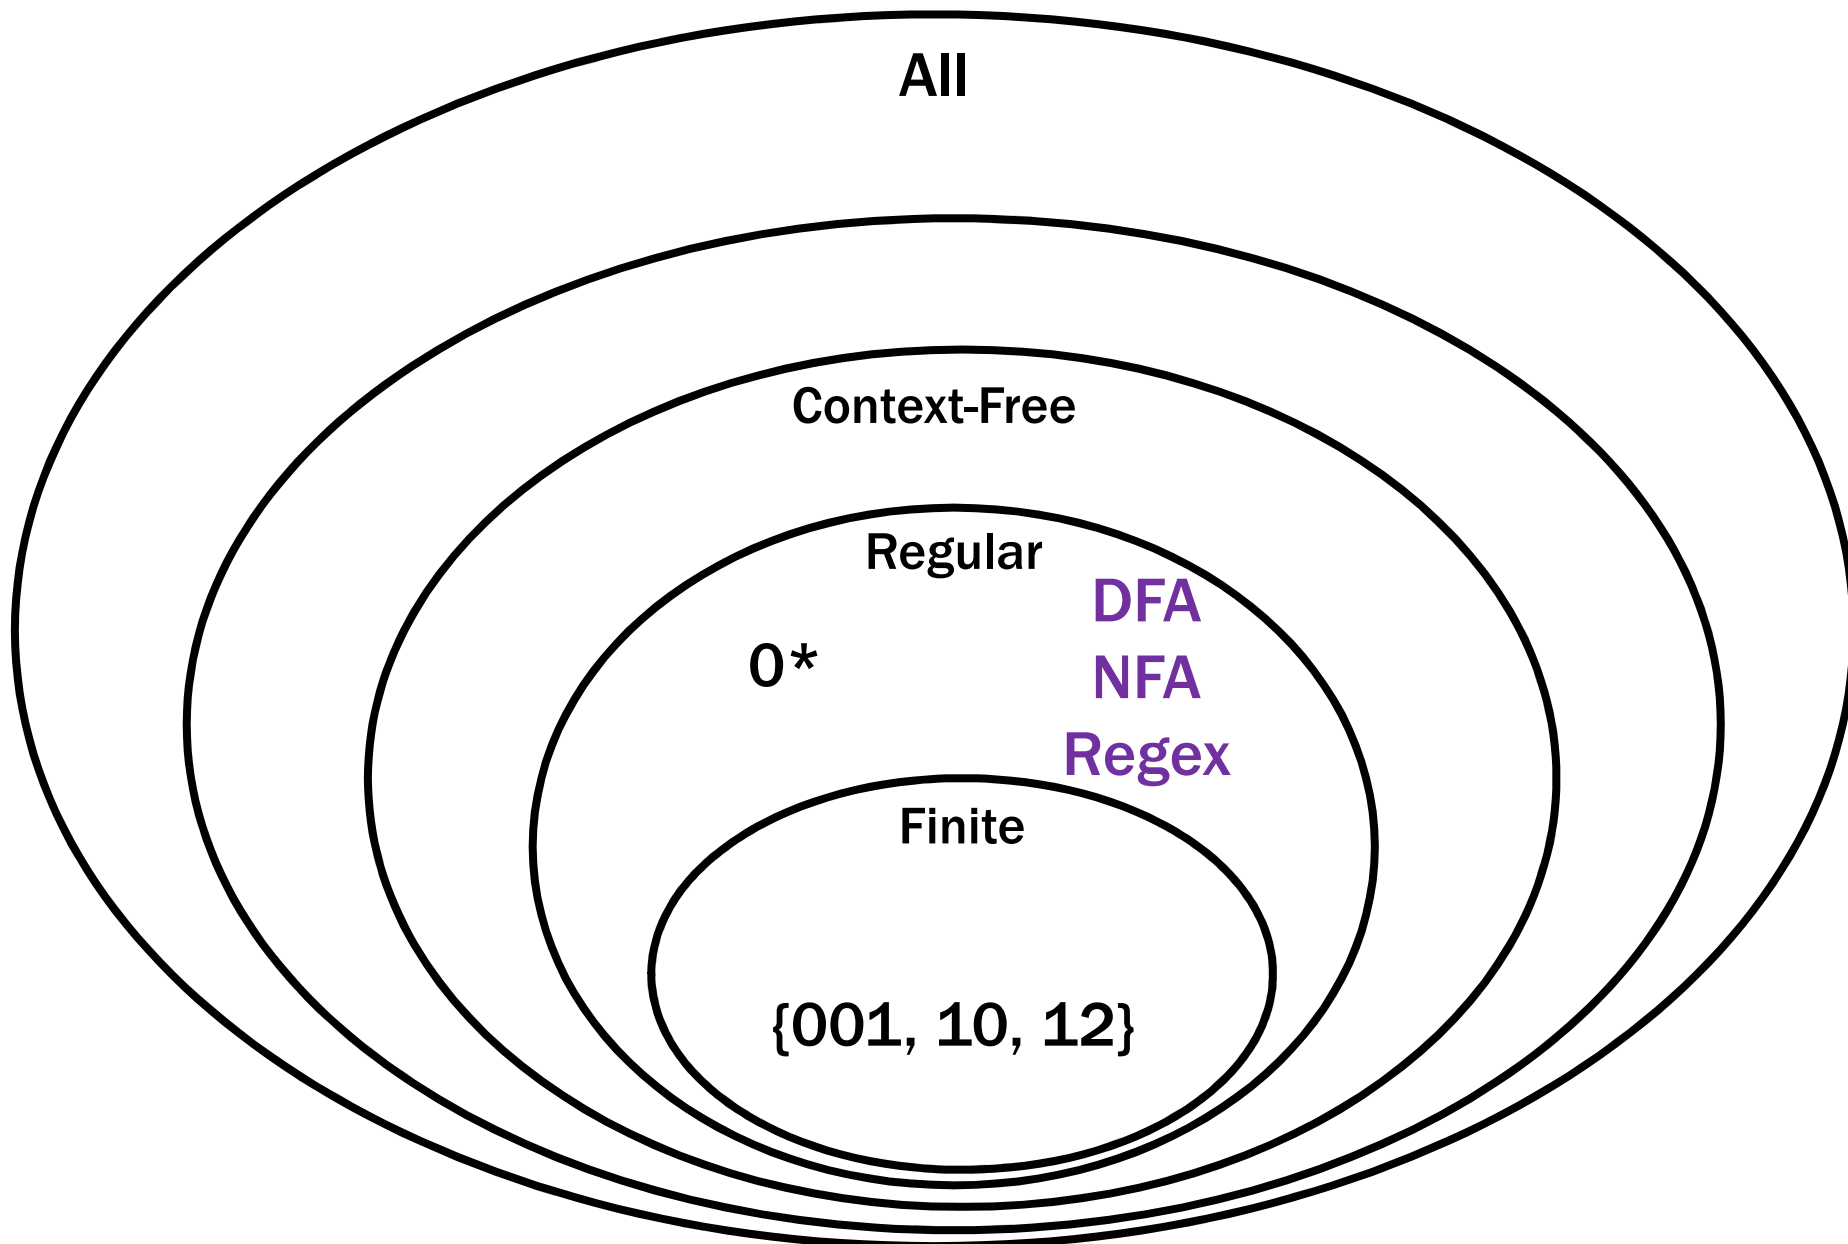 All
Context-Free
Regular
DFA
0*
NFA
Regex
Finite
{001, 10, 12}